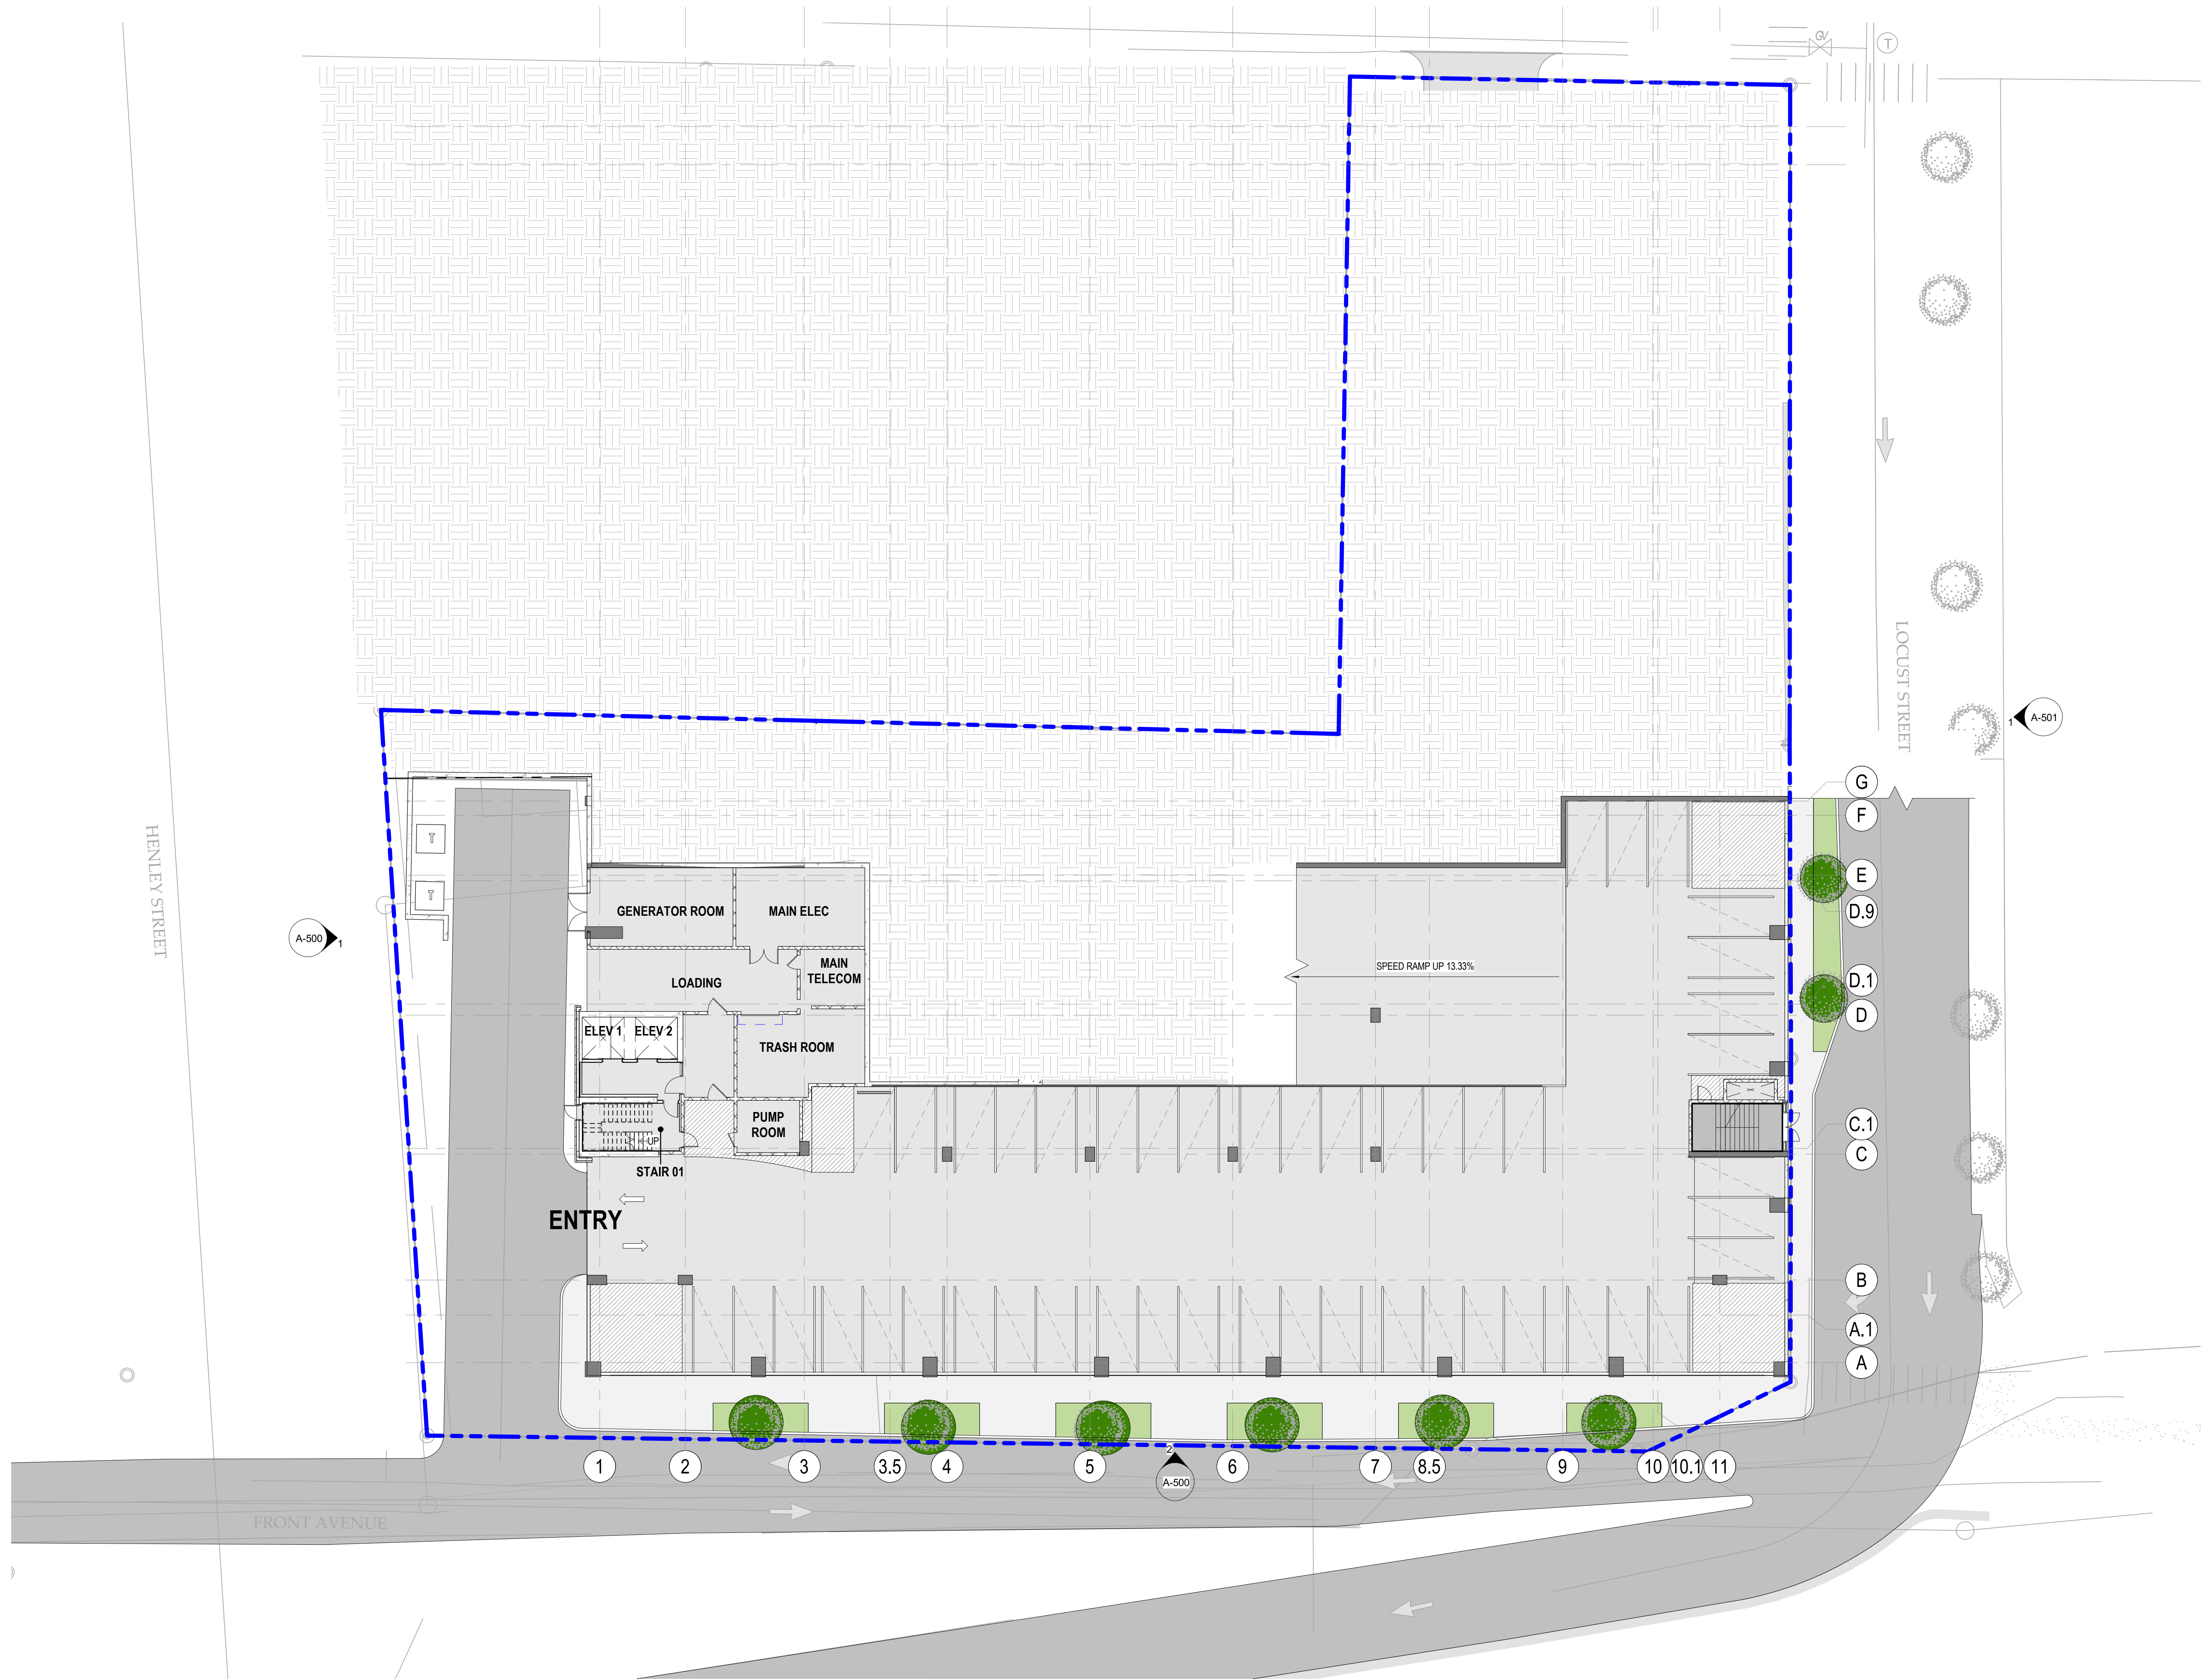 GV
T
LOCUST STREET
1
A-501
G
F
HENLEY STREET
T
T
E
D.9
GENERATOR ROOM
MAIN ELEC
A-500
1
MAIN
TELECOM
LOADING
SPEED RAMP UP 13.33%
D.1
D
ELEV 1
ELEV 2
TRASH ROOM
PUMP
ROOM
UP
C.1
C
STAIR 01
ENTRY
B
A.1
A
2
A-500
1
2
3
3.5
4
5
6
7
8.5
9
10
10.1
11
FRONT AVENUE